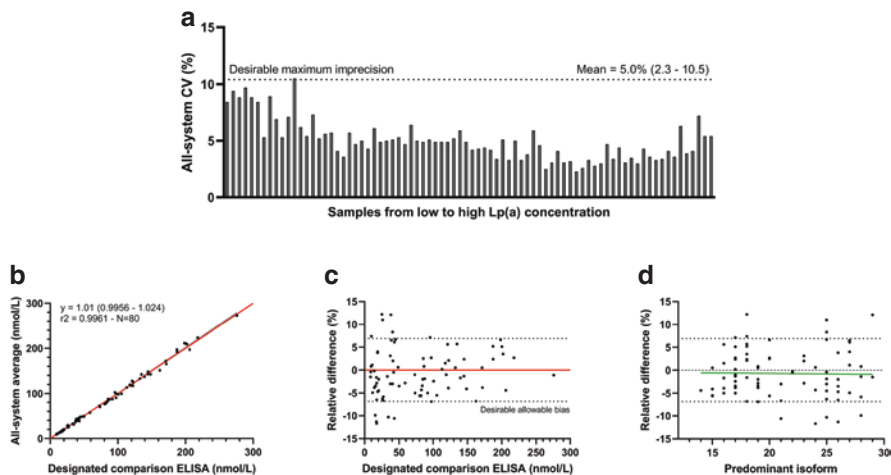 a
All-system CV (%)
15
10
5
0
Desirable maximum imprecision
Mean = 5.0% (2.3 - 10.5)
Samples from low to high Lp(a) concentration
b
All-system average (nmol/L)
300
200
100
0
y = 1.01 (0.9956 - 1.024)
r2 = 0.9961 - N=80
0 100 200 300
Designated comparison ELISA (nmol/L)
c
Relative difference (%)
15
10
5
0
-5
-10
-15
Desirable allowable bias
0 50 100 150 200 250 300
Designated comparison ELISA (nmol/L)
d
Relative difference (%)
15
10
5
0
-5
-10
-15
15 20 25 30
Predominant isoform